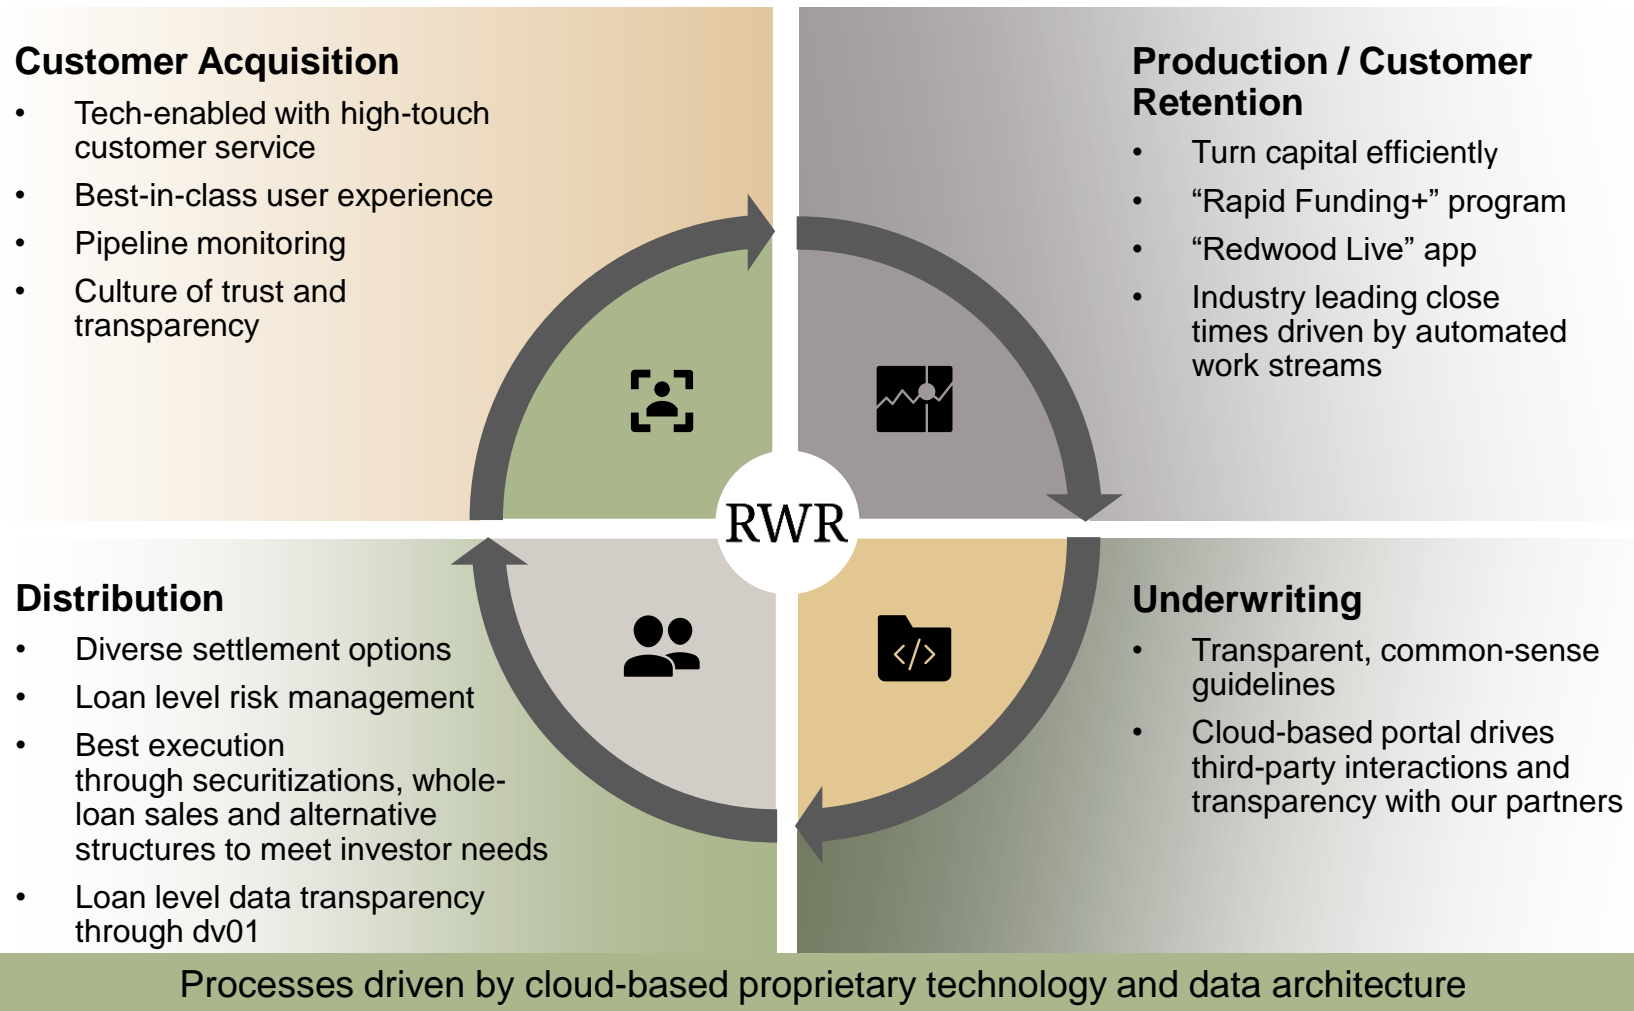 Customer Acquisition
• Tech-enabled with high-touch
customer service
• Best-in-class user experience
• Pipeline monitoring
• Culture of trust and
transparency
Production / Customer
Retention
• Turn capital efficiently
• “Rapid Funding+” program
• “Redwood Live” app
• Industry leading close
times driven by automated
work streams
RWR
Distribution
• Diverse settlement options
• Loan level risk management
• Best execution
through securitizations, whole-
loan sales and alternative
structures to meet investor needs
• Loan level data transparency
through dv01
Underwriting
• Transparent, common-sense
guidelines
• Cloud-based portal drives
third-party interactions and
transparency with our partners
</>
Processes driven by cloud-based proprietary technology and data architecture